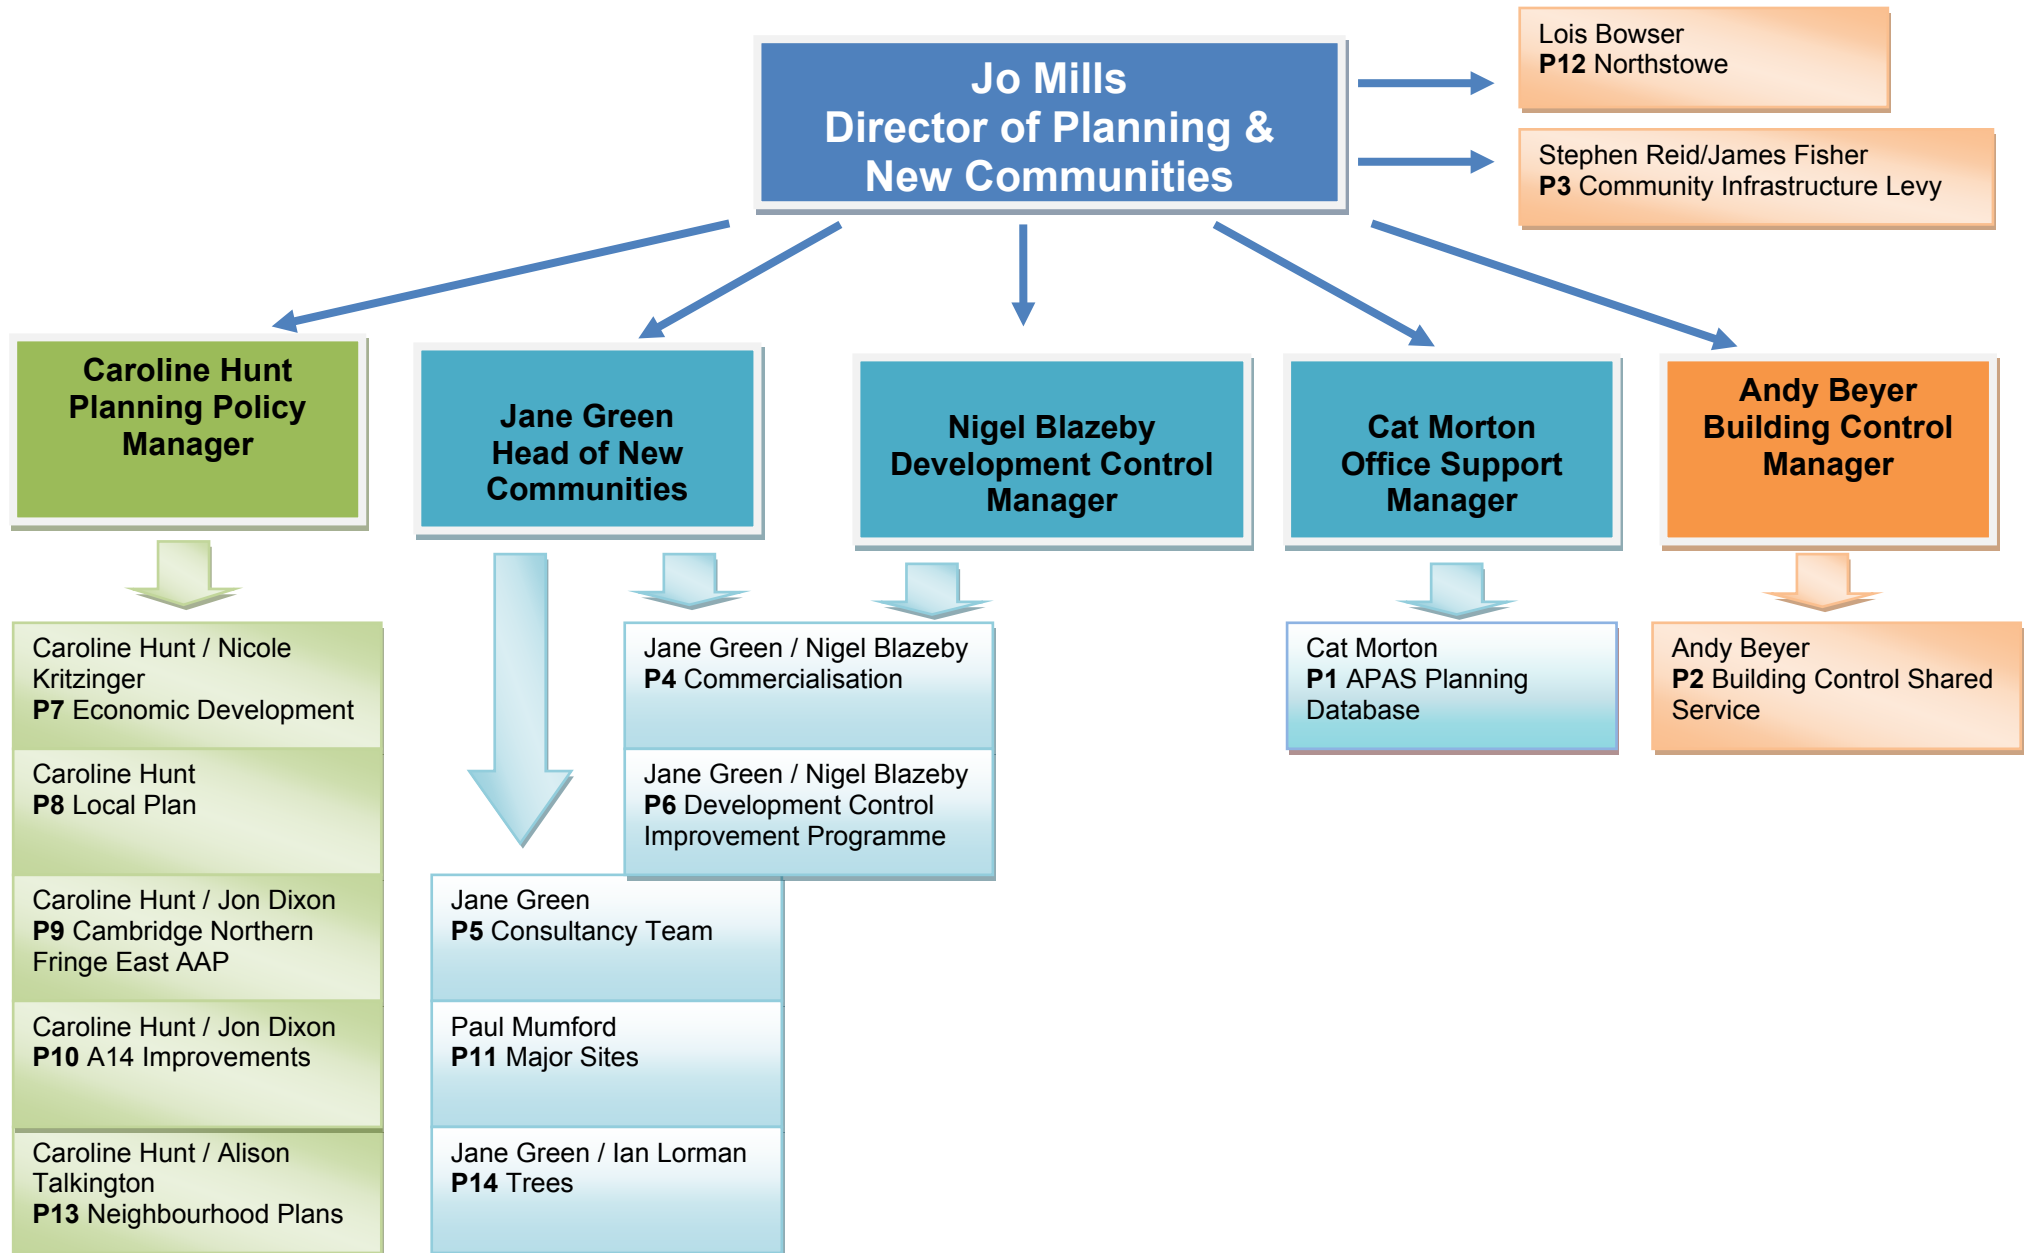 Jo Mills
Director of Planning &
New Communities
Lois Bowser
P12 Northstowe
Stephen Reid/James Fisher
P3 Community Infrastructure Levy
Caroline Hunt
Planning Policy
Manager
Jane Green
Head of New
Communities
Nigel Blazeby
Development Control
Manager
Cat Morton
Office Support
Manager
Andy Beyer
Building Control
Manager
Caroline Hunt / Nicole
Kritzinger
P7 Economic Development
Caroline Hunt
P8 Local Plan
Caroline Hunt / Jon Dixon
P9 Cambridge Northern
Fringe East AAP
Caroline Hunt / Jon Dixon
P10 A14 Improvements
Caroline Hunt / Alison
Talkington
P13 Neighbourhood Plans
Jane Green / Nigel Blazeby
P4 Commercialisation
Jane Green / Nigel Blazeby
P6 Development Control
Improvement Programme
Jane Green
P5 Consultancy Team
Paul Mumford
P11 Major Sites
Jane Green / Ian Lorman
P14 Trees
Cat Morton
P1 APAS Planning
Database
Andy Beyer
P2 Building Control Shared
Service